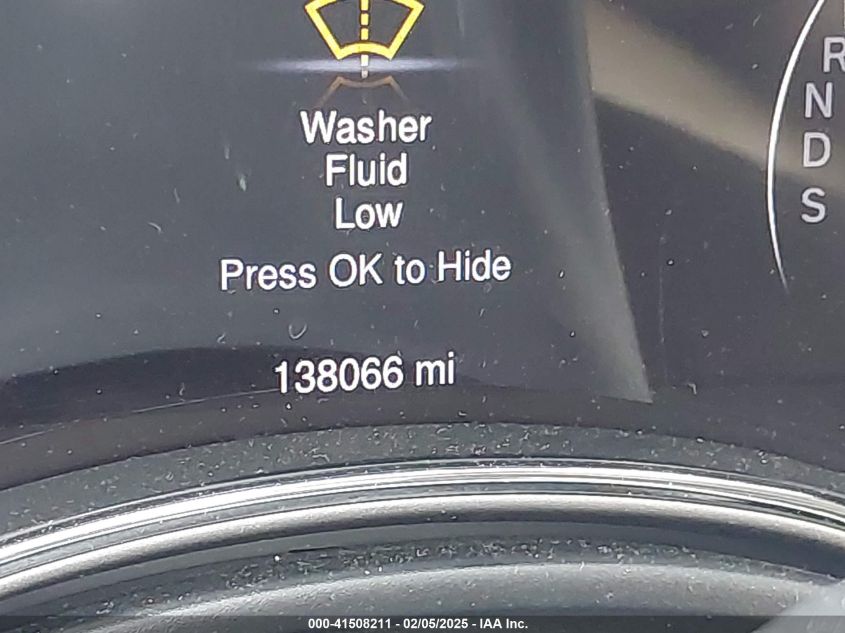 R
N
D
S
Washer
Fluid
Low
Press OK to Hide
138066 mi
000-41508211 - 02/05/2025 - IAA Inc.